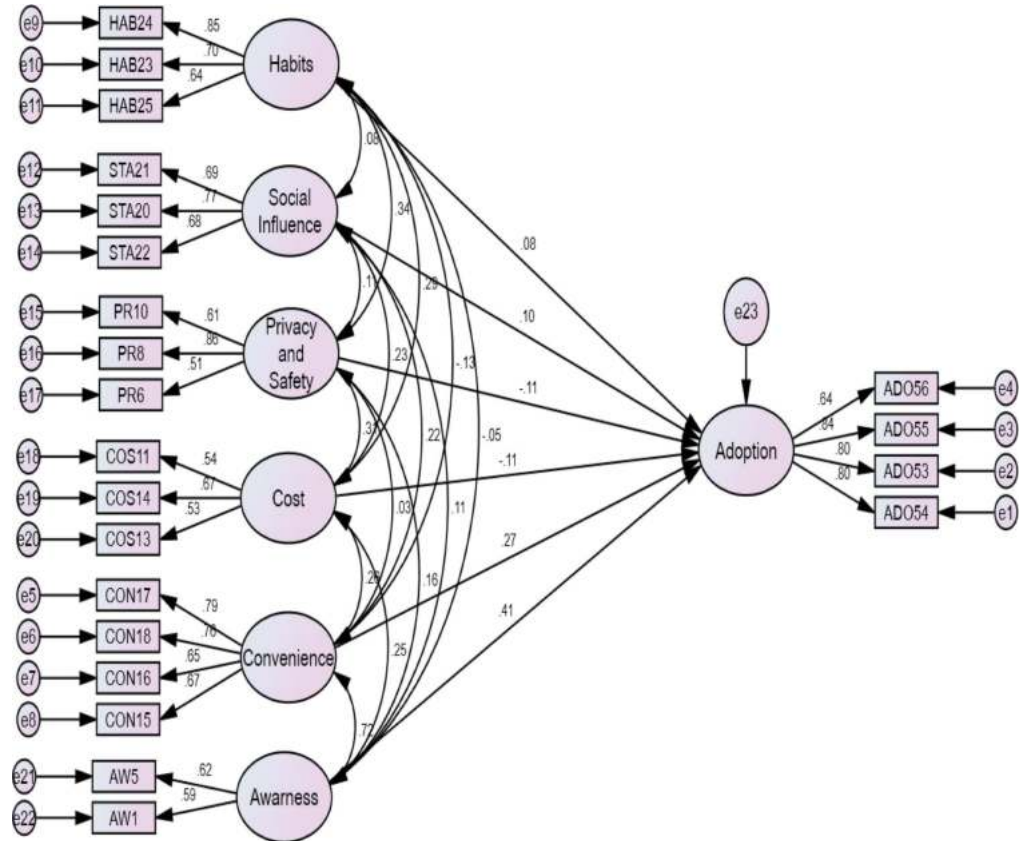 e9
HAB24
.85
e10
HAB23
.70
e11
HAB25
.64
Habits
e12
STA21
.69
e13
STA20
.77
e14
STA22
.68
Social
Influence
e15
PR10
.61
e16
PR8
.86
e17
PR6
.51
Privacy
and
Safety
e18
COS11
.54
e19
COS14
.67
e20
COS13
.53
Cost
e5
CON17
.79
e6
CON18
.76
e7
CON16
.65
e8
CON15
.67
Convenience
e21
AW5
.62
e22
AW1
.59
Awarness
.08
.34
.23
-.13
.22
-.05
.03
.11
.16
.25
.72
.08
.10
-.11
-.11
.27
.41
e23
Adoption
.64
ADO56
e4
.84
ADO55
e3
.80
ADO53
e2
.80
ADO54
e1